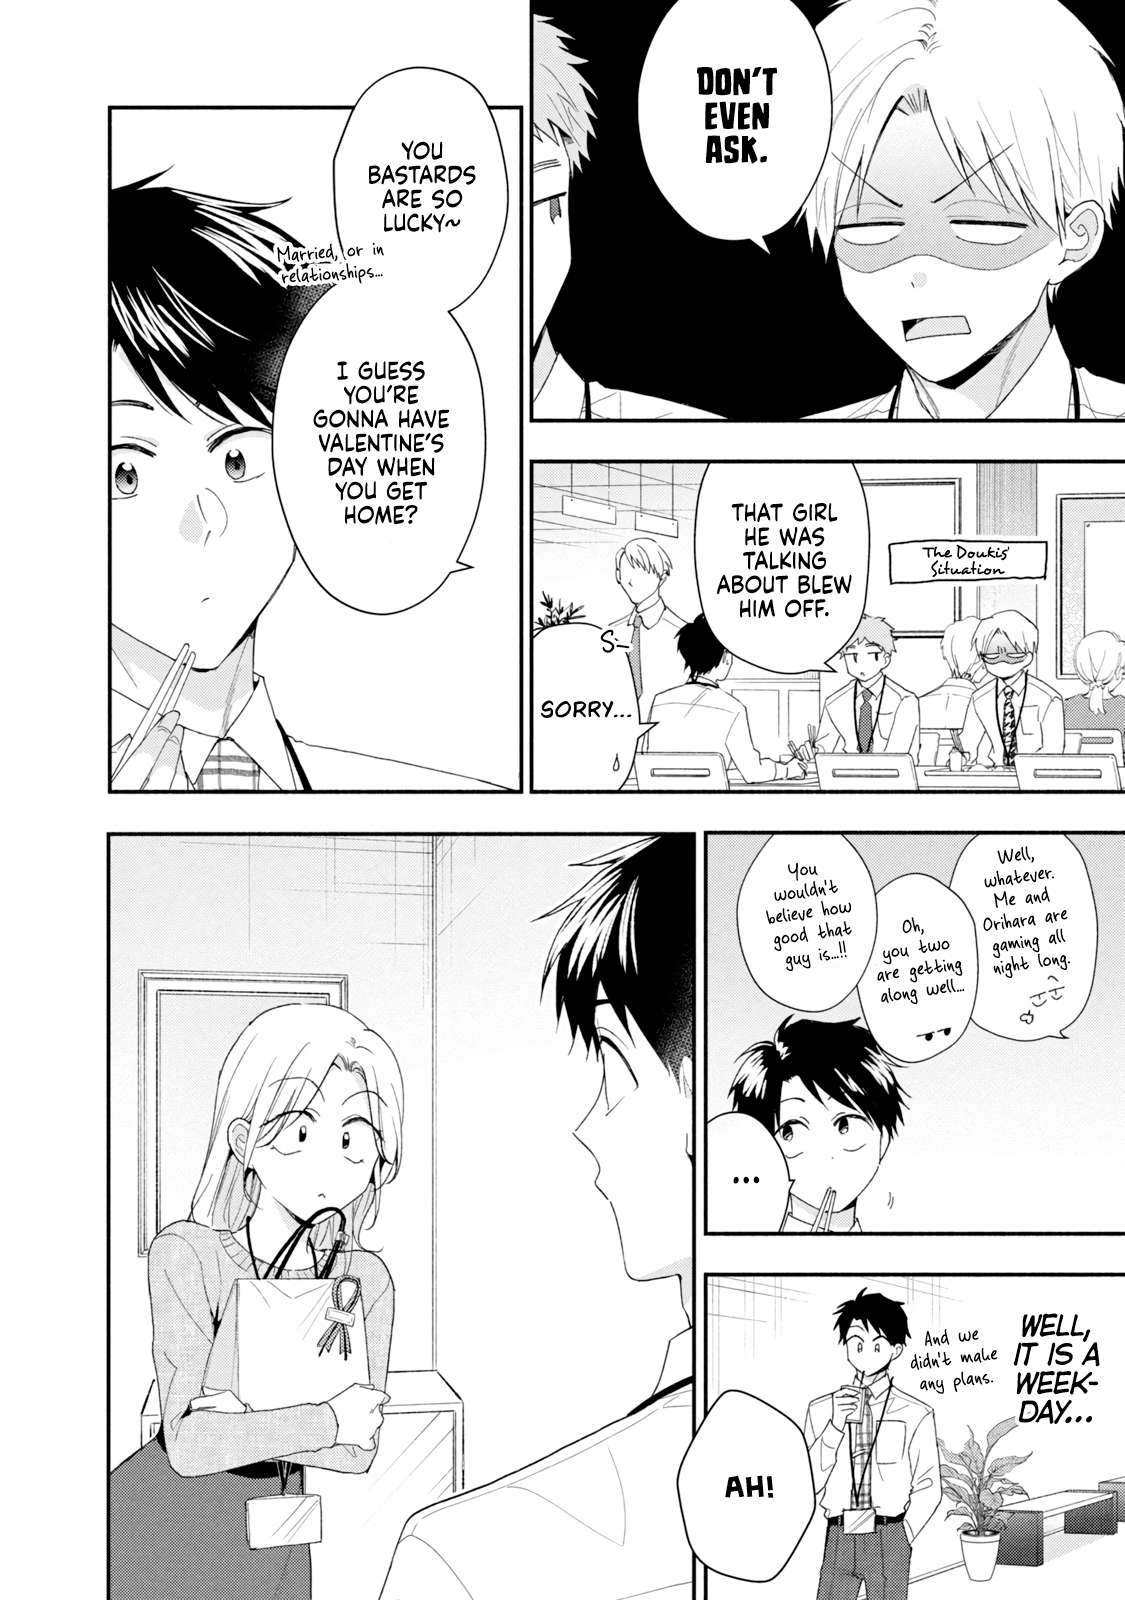 DON'T
EVEN
ASK.
THAT GIRL
HE WAS
TALKING
ABOUT BLEW
HIM OFF.
The Doukis'
Situation
S-
SORRY...
YOU
BASTARDS
ARE SO
LUCKY~
Married, or in
relationships...
I GUESS
YOU'RE
GONNA HAVE
VALENTINE'S
DAY WHEN
YOU GET
HOME?
Well,
whatever.
Me and
Orihara are
gaming all
night long.
Oh,
you two
are getting
along well...
You
wouldn't
believe how
good that
guy is...!!
...
WELL,
IT IS A
WEEK-
DAY...
And we
didn't make
any plans.
AH!